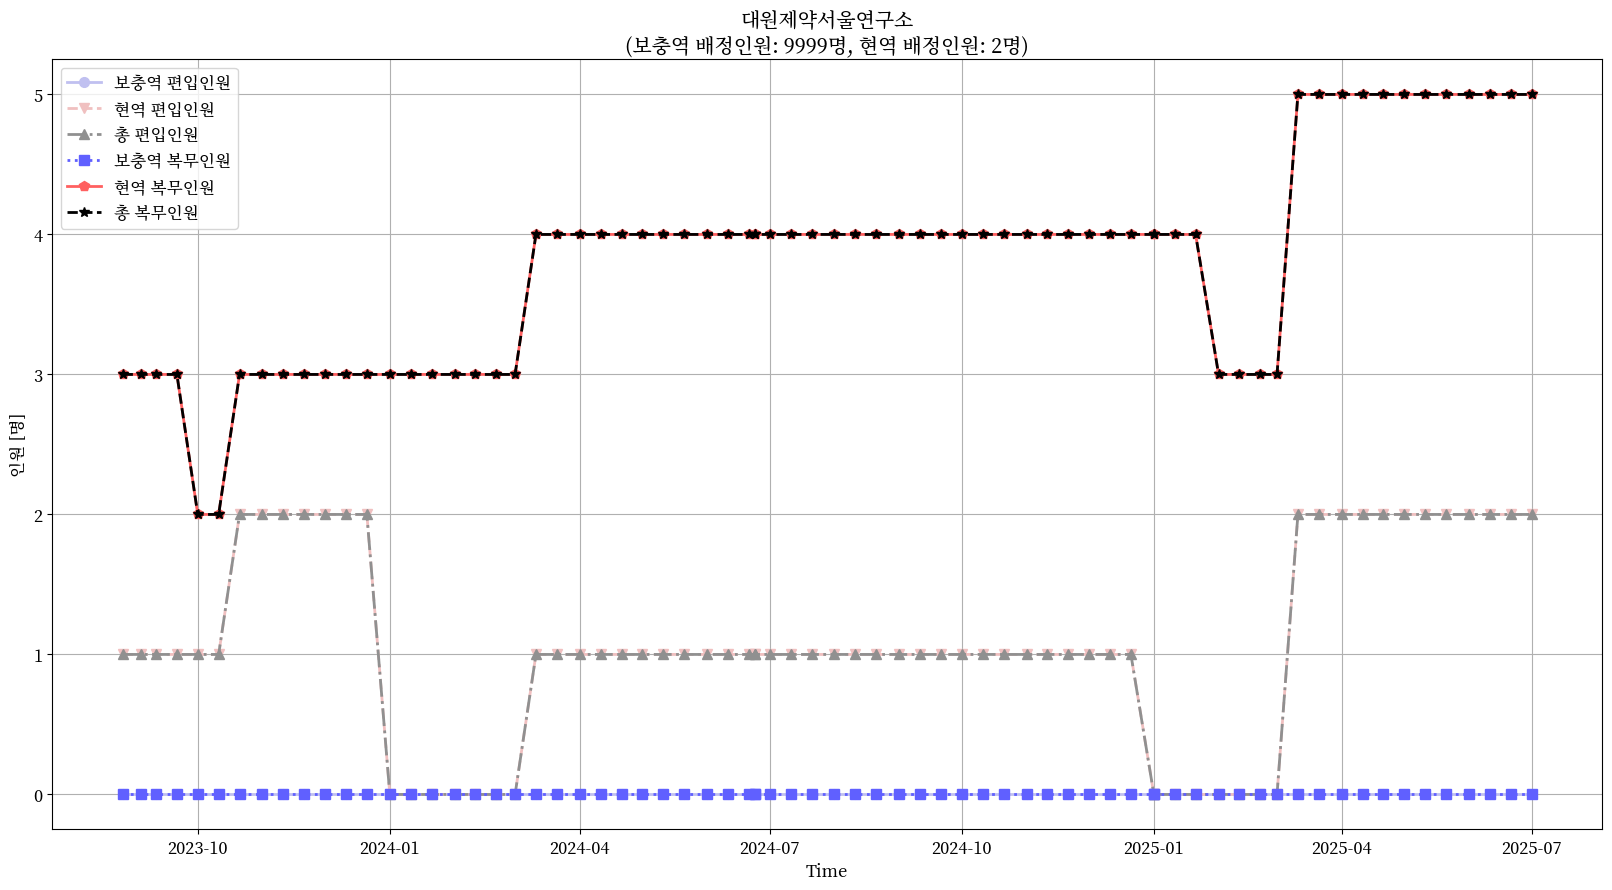 대원제약서울연구소
(보충역 배정인원: 9999명, 현역 배정인원: 2명)
보충역 편입인원
현역 편입인원
총 편입인원
보충역 복무인원
현역 복무인원
총 복무인원
5
4
3
2
1
0
인원 [명]
2023-10
2024-01
2024-04
2024-07
2024-10
2025-01
2025-04
2025-07
Time